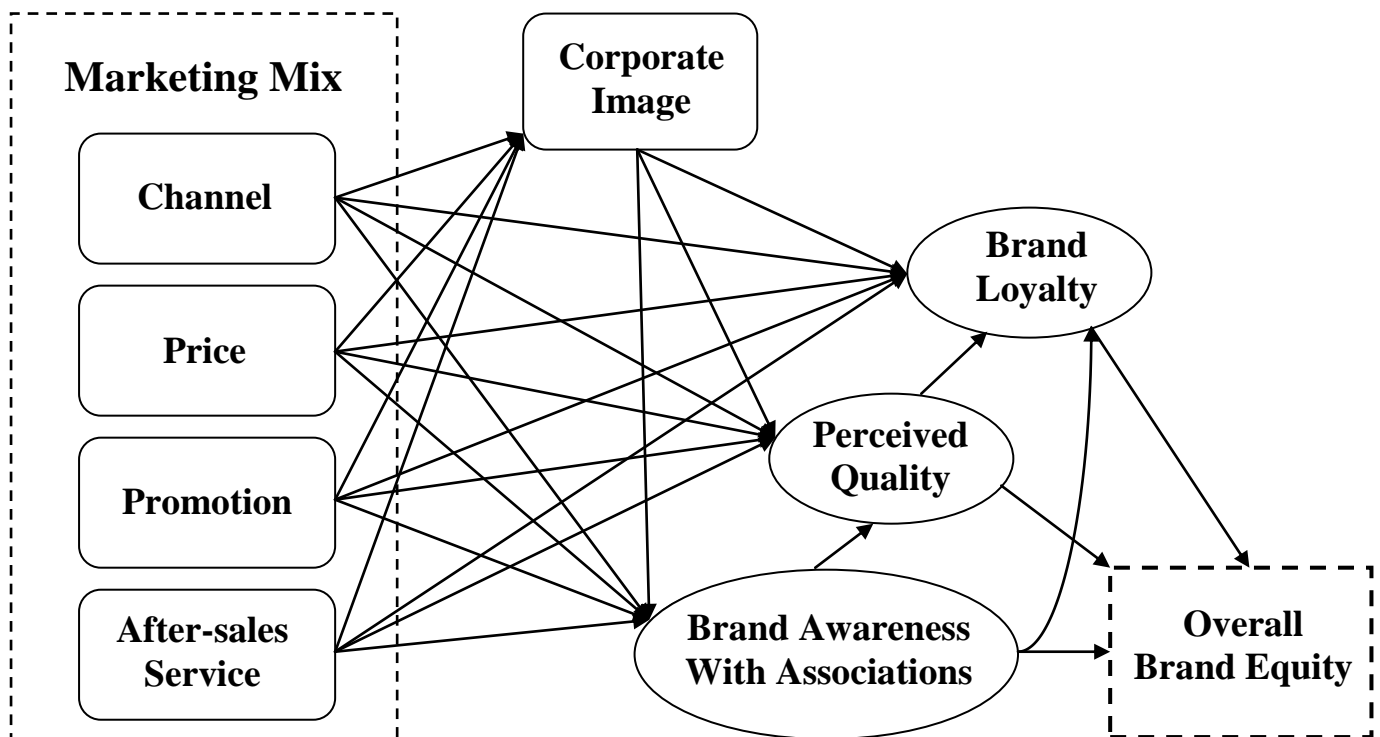 Marketing Mix
Channel
Price
Promotion
After-sales
Service
Corporate
Image
Brand
Loyalty
Perceived
Quality
Brand Awareness
With Associations
Overall
Brand Equity